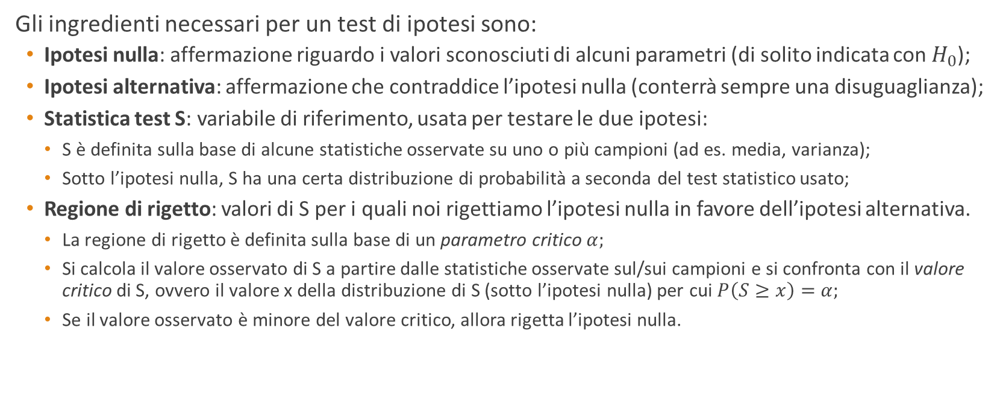 Gli ingredienti necessari per un test di ipotesi sono:
• Ipotesi nulla: affermazione riguardo i valori sconosciuti di alcuni parametri (di solito indicata con 𝐻₀);
• Ipotesi alternativa: affermazione che contraddice l’ipotesi nulla (conterrà sempre una disuguaglianza);
• Statistica test S: variabile di riferimento, usata per testare le due ipotesi:
• S è definita sulla base di alcune statistiche osservate su uno o più campioni (ad es. media, varianza);
• Sotto l’ipotesi nulla, S ha una certa distribuzione di probabilità a seconda del test statistico usato;
• Regione di rigetto: valori di S per i quali noi rigettiamo l’ipotesi nulla in favore dell’ipotesi alternativa.
• La regione di rigetto è definita sulla base di un parametro critico 𝛼;
• Si calcola il valore osservato di S a partire dalle statistiche osservate sul/sui campioni e si confronta con il valore
critico di S, ovvero il valore x della distribuzione di S (sotto l’ipotesi nulla) per cui 𝑃(𝑆 ≥ 𝑥) = 𝛼;
• Se il valore osservato è minore del valore critico, allora rigetta l’ipotesi nulla.